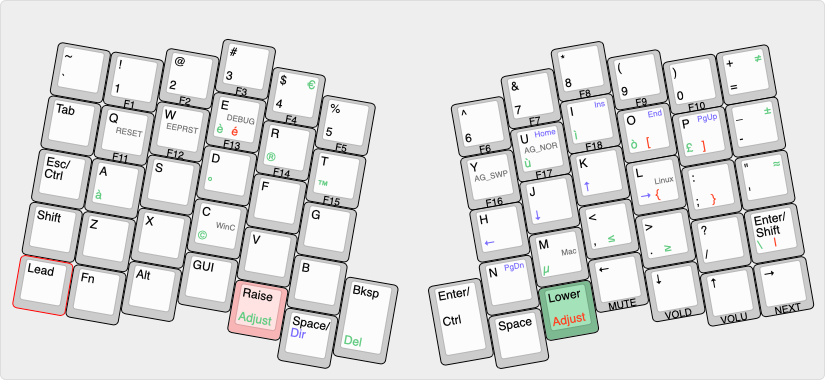 ~
`
!
1
F1
@
2
F2
#
3
F3
$ €
4
%
5
F5
Tab
Q
RESET
F11
W
EEPRST
F12
E
DEBUG
è é
F13
R
®
F14
T
™
F15
Esc/
Ctrl
A
à
S
D
°
F
G
Shift
Z
X
C
WinC
©
V
B
Lead
Fn
Alt
GUI
Raise
Adjust
Space/
Dir
Bksp
Del
^
6
F6
&
7
F7
*
8
F8
(
9
F9
)
0
F10
+ ≠
=
Y
AG_SWP
F16
U Home
AG_NOR
ù
F17
I Ins
ì
F18
O End
ò [
P PgUp
£ ]
_ ±
-
H
←
J
↓
K
↑
L
Linux
→ {
:
; }
" ≈
'
N PgDn
M
Mac
µ
<
, ≤
>
. ≥
?
/
Enter/
Shift
\ |
Enter/
Ctrl
Space
Lower
Adjust
←
MUTE
↓
VOLD
↑
VOLU
→
NEXT